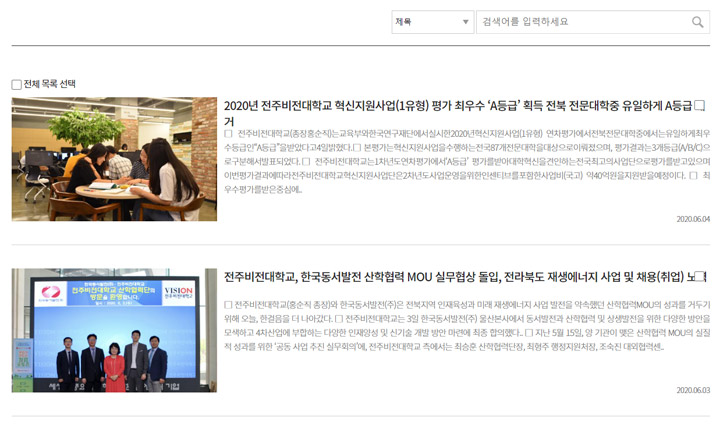 제목
검색어를 입력하세요
전체 목록 선택
2020년 전주비전대학교 혁신지원사업(1유형) 평가 최우수 ‘A등급’ 획득 전북 전문대학중 유일하게 A등급
거
□ 전주비전대학교(총장홍순직)는교육부와한국연구재단에서실시한2020년혁신지원사업(1유형) 연차평가에서전북전문대학중에서는유일하게최우
수등급인“A등급”을받았다고4일밝혔다.□ 본평가는혁신지원사업을수행하는전국87개전문대학을대상으로이뤄졌으며, 평가결과는3개등급(A/B/C)으
로구분해서발표되었다. □ 전주비전대학교는1차년도연차평가에서‘A등급’ 평가를받아대학혁신을견인하는전국최고의사업단으로평가를받고있으며
이번평가결과에따라전주비전대학교혁신지원사업단은2차년도사업운영을위한인센티브를포함한사업비(국고) 약40억원을지원받을예정이다. □ 최
우수평가를받은중심에..
2020.06.04
전주비전대학교·산학협력단
방문을 환영합니다.
VISION
전주비전대학교
전주비전대학교, 한국동서발전 산학협력 MOU 실무협상 돌입, 전라북도 재생에너지 사업 및 채용(취업) 노
□ 전주비전대학교(홍순직 총장)와 한국동서발전(주)은 전북지역 인재육성과 미래 재생에너지 사업 발전을 약속했던 산학협력MOU의 성과를 거두기
위해 오늘, 한걸음을 더 나아갔다. □ 전주비전대학교는 3일 한국동서발전(주) 울산본사에서 동서발전과 산학협력 및 상생발전을 위한 다양한 방안을
모색하고 4차산업에 부합하는 다양한 인재양성 및 신기술 개발 방안 마련에 최종 합의했다. □ 지난 5월 15일, 양 기관이 맺은 산학협력 MOU의 실질
적 성과를 위한 ‘공동 사업 추진 실무회의’에, 전주비전대학교 측에서는 최승훈 산학협력단장, 최형주 행정지원처장, 조숙진 대외협력센..
2020.06.03